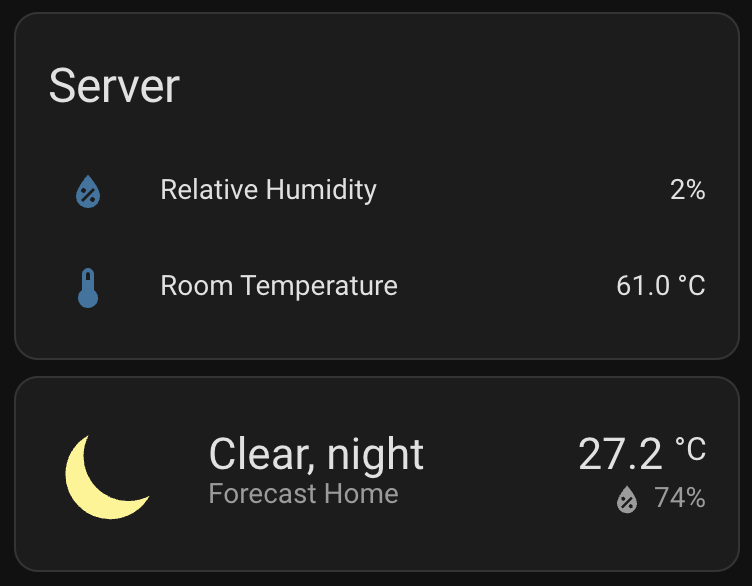 Server
Relative Humidity 2%
Room Temperature 61.0 °C
Clear, night 27.2 °C
Forecast Home 74%